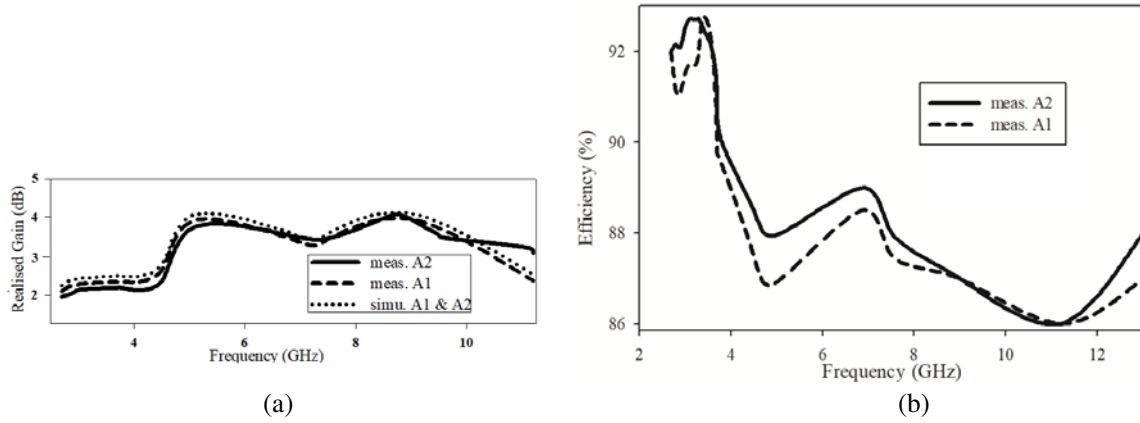 5
4
3
2
Realised Gain (dB)
meas. A2
meas. A1
simu. A1 & A2
4
6
8
10
Frequency (GHz)
(a)
92
90
88
86
Efficiency (%)
meas. A2
meas. A1
2
4
6
8
10
12
Frequency (GHz)
(b)